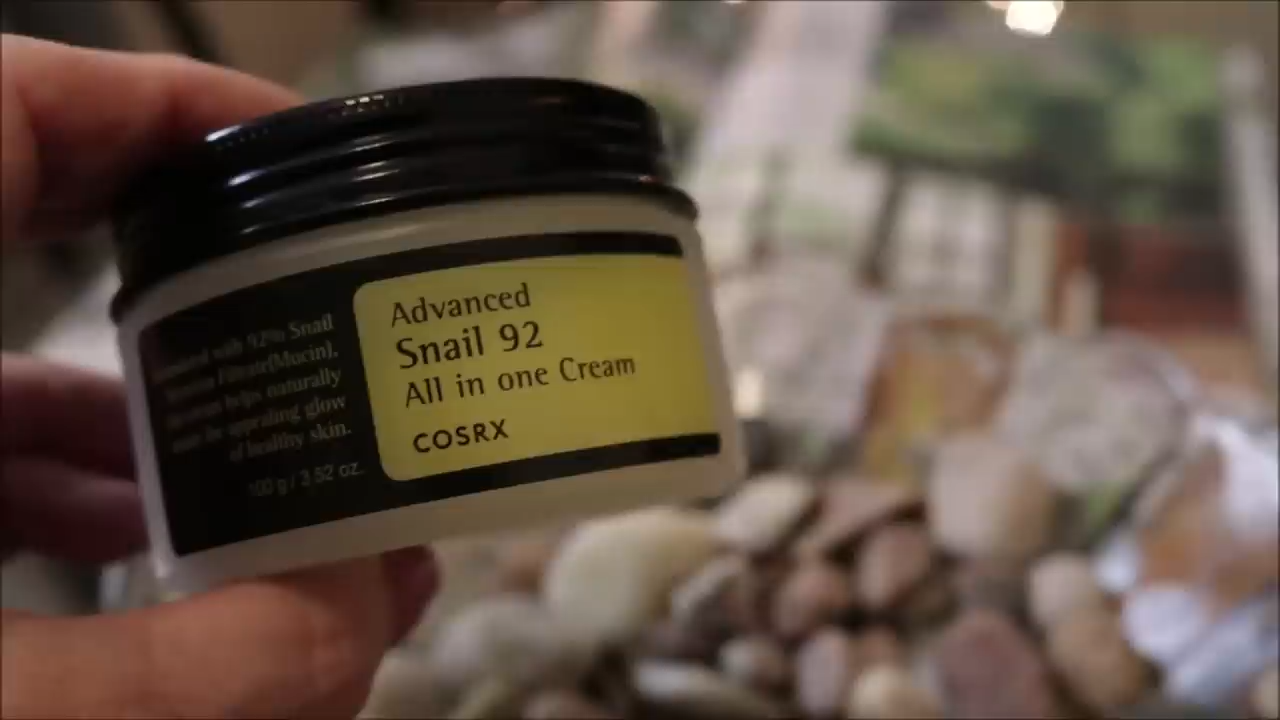 with 92% Snail
Filtrate(Mucin),
helps naturally
appealing glow
of healthy skin.
100 g / 3.52 oz.
Advanced
Snail 92
All in one Cream
COSRX